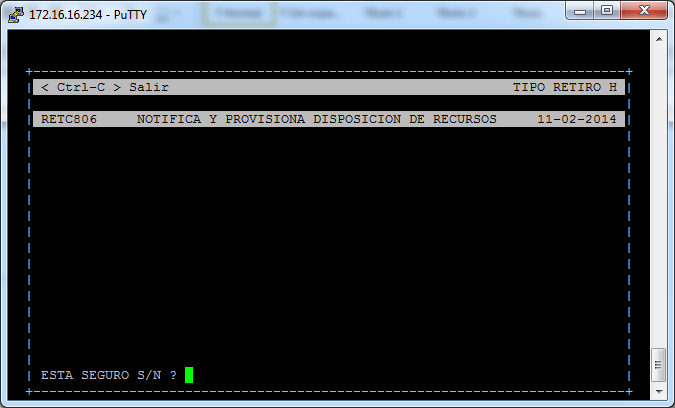 172.16.16.234 - PuTTY
< Ctrl-C > Salir TIPO RETIRO H
RETC806 NOTIFICA Y PROVISIONA DISPOSICION DE RECURSOS 11-02-2014
ESTA SEGURO S/N ?